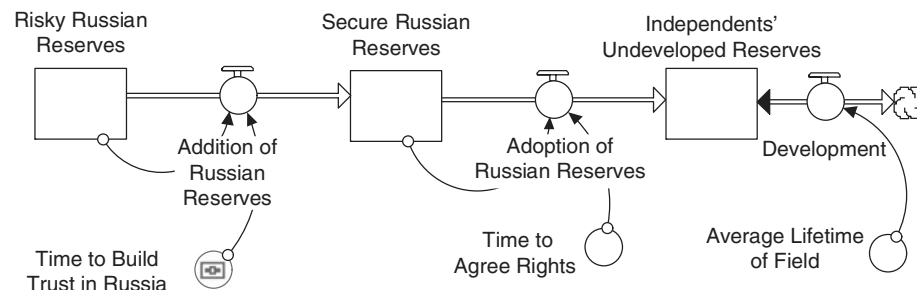 Risky Russian
Reserves
Secure Russian
Reserves
Independents'
Undeveloped Reserves
Addition of
Russian
Reserves
Adoption of
Russian Reserves
Development
Time to Build
Trust in Russia
Time to
Agree Rights
Average Lifetime
of Field